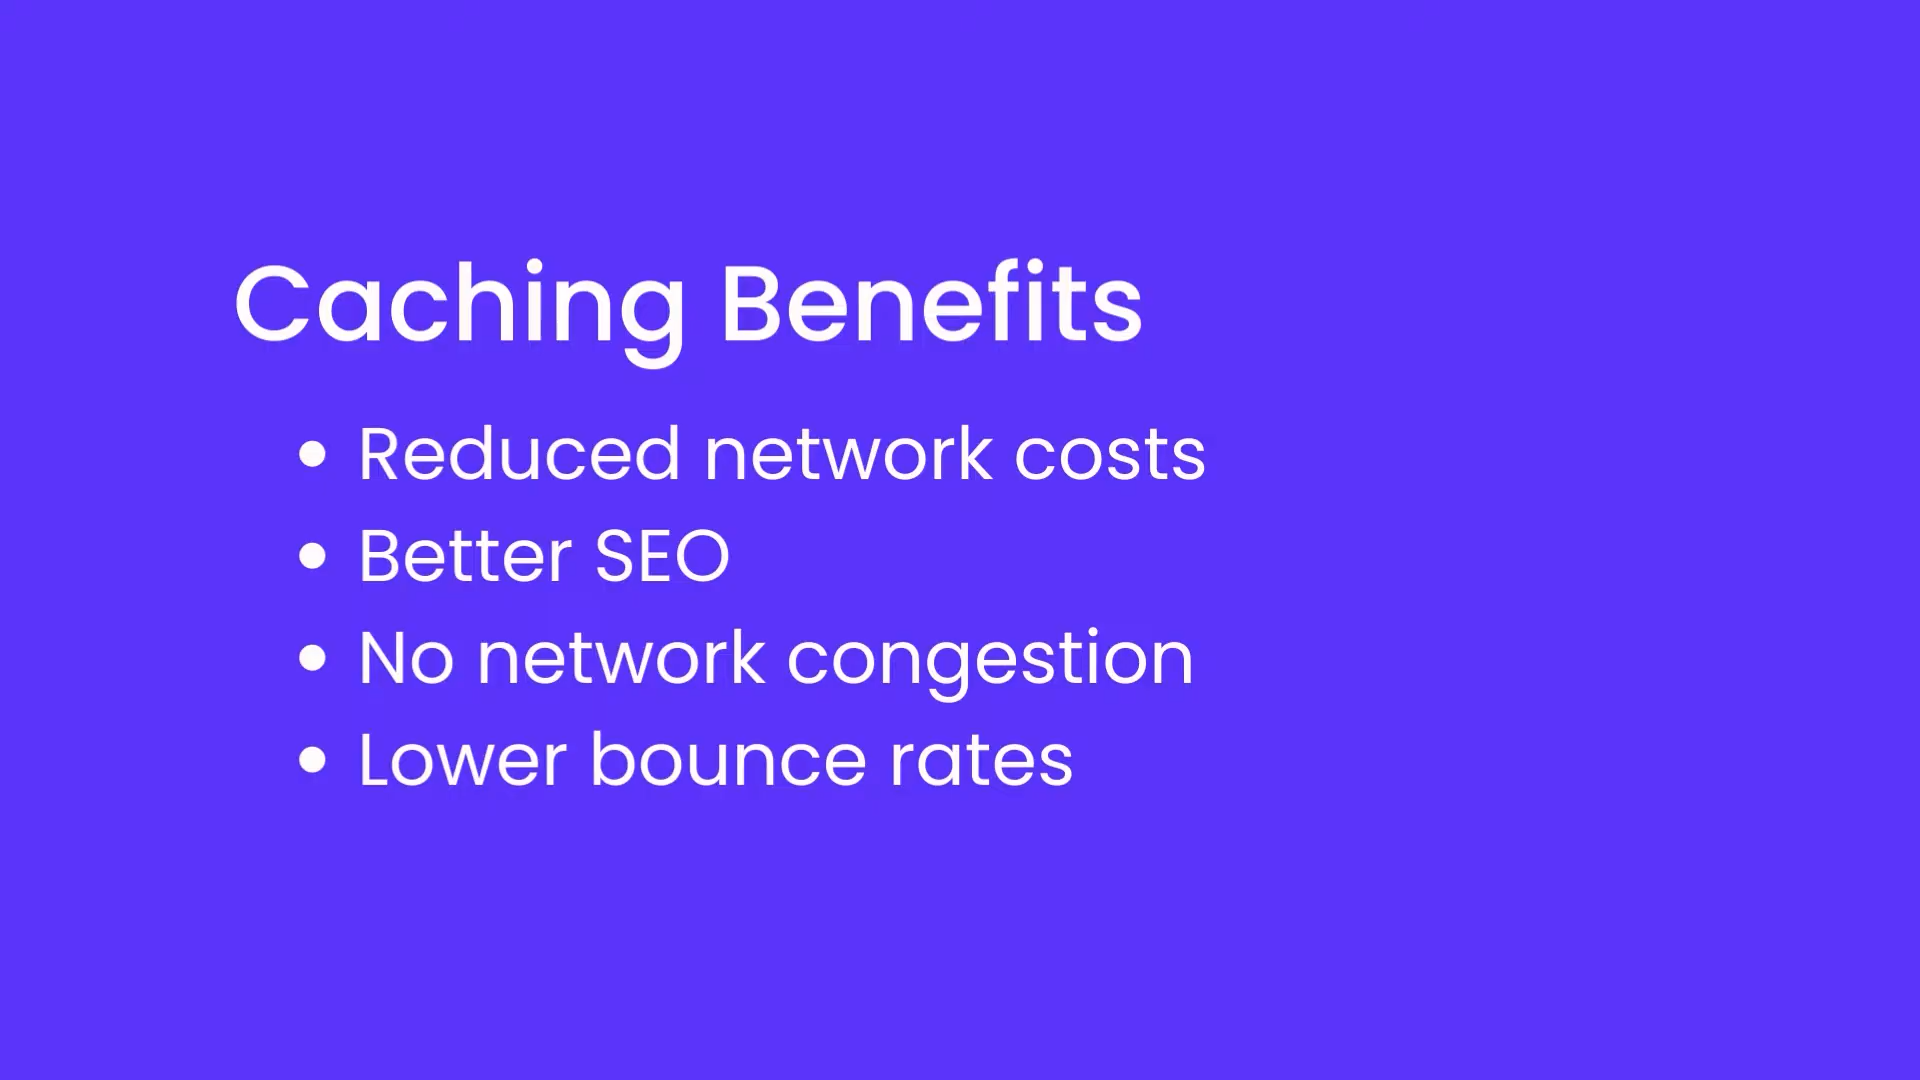 Caching Benefits
• Reduced network costs
• Better SEO
• No network congestion
• Lower bounce rates